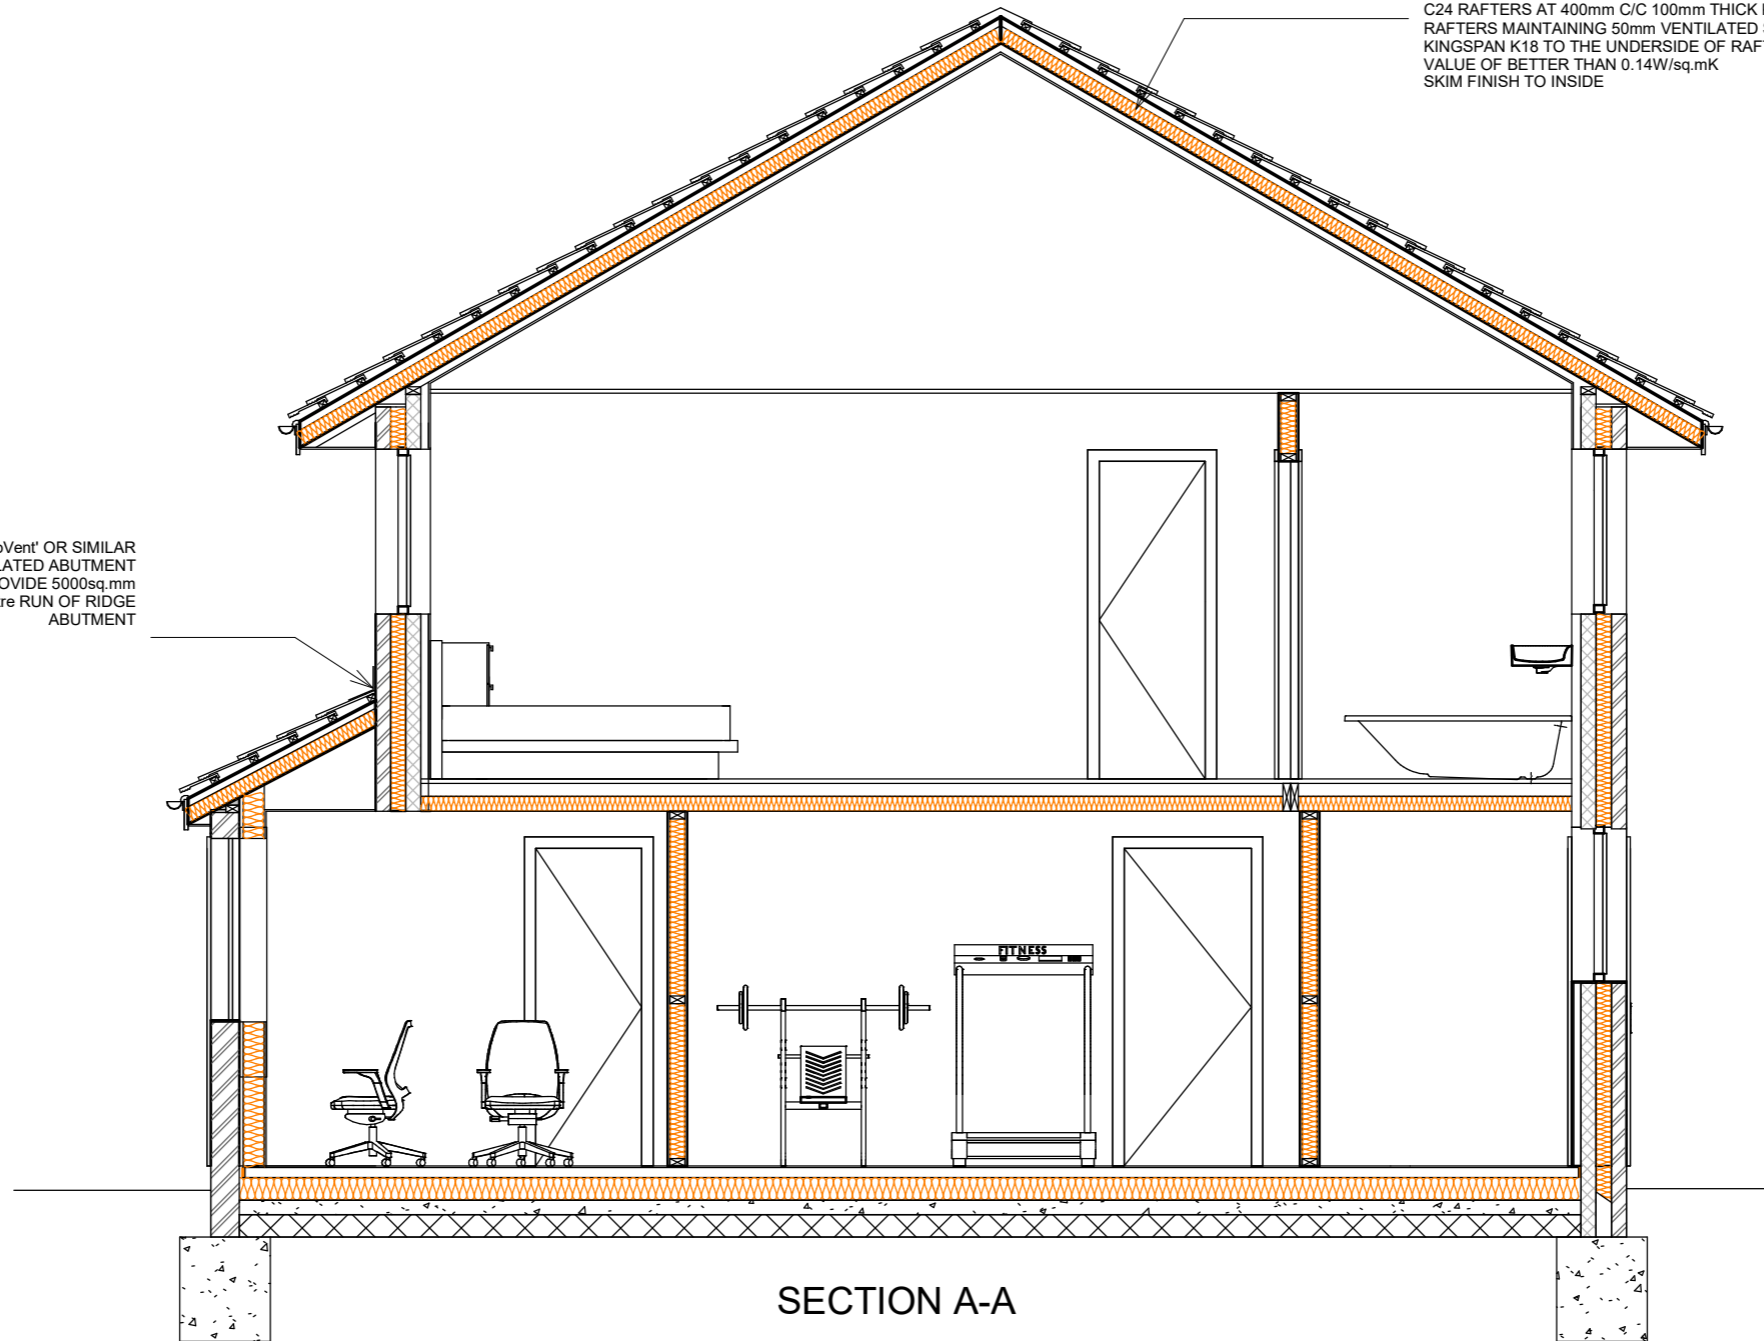 C24 RAFTERS AT 400mm C/C 100mm THICK
RAFTERS MAINTAINING 50mm VENTILATED
KINGSPAN K18 TO THE UNDERSIDE OF RAF
VALUE OF BETTER THAN 0.14W/sq.mK
SKIM FINISH TO INSIDE
oVent' OR SIMILAR
LATED ABUTMENT
OVIDE 5000sq.mm
tre RUN OF RIDGE
ABUTMENT
FITNESS
SECTION A-A